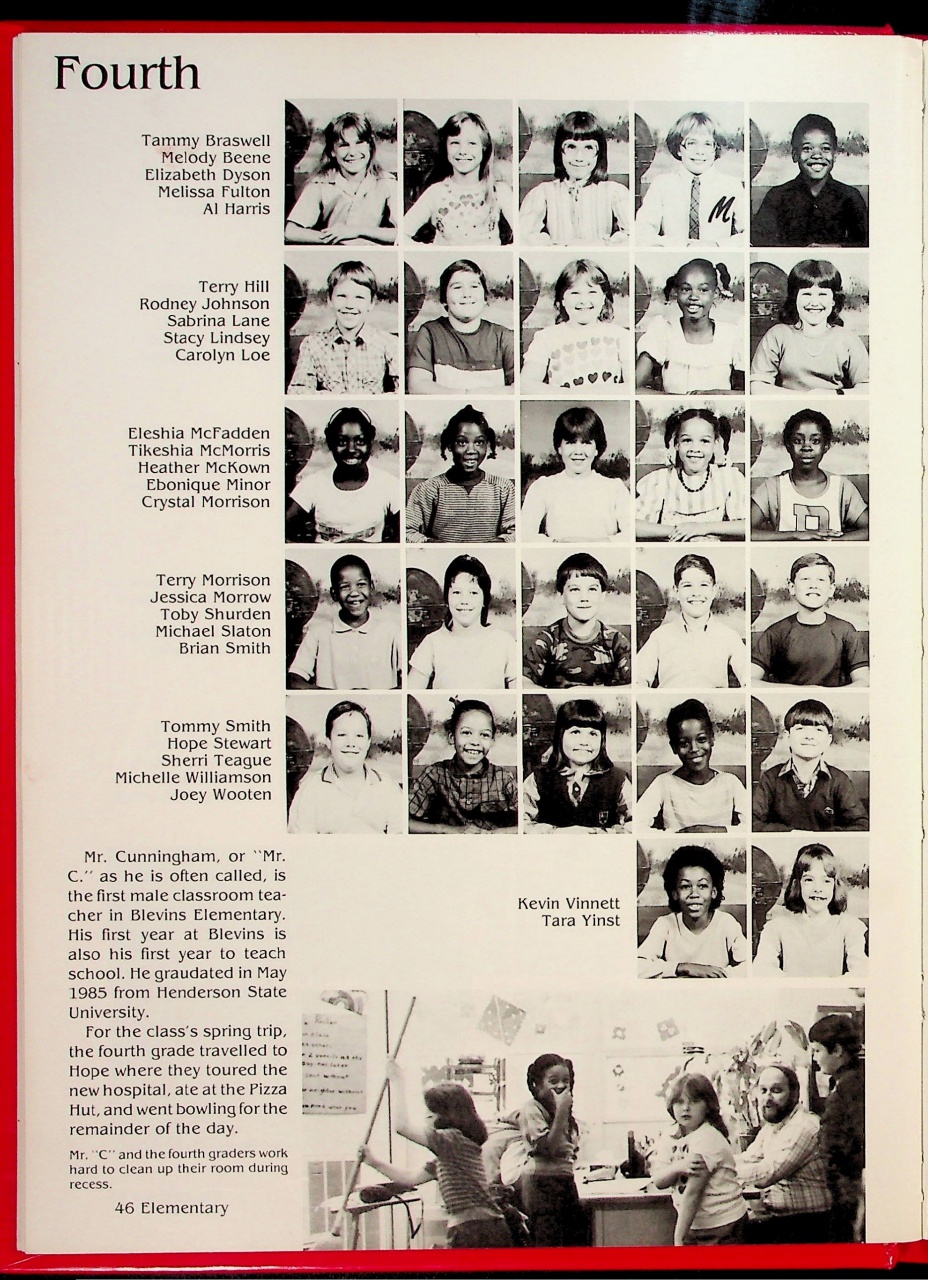 Fourth
Tammy Braswell
Melody Beene
Elizabeth Dyson
Melissa Fulton
Al Harris
M
Terry Hill
Rodney Johnson
Sabrina Lane
Stacy Lindsey
Carolyn Loe
Eleshia McFadden
Tikeshia McMorris
Heather McKown
Ebonique Minor
Crystal Morrison
Terry Morrison
Jessica Morrow
Toby Shurden
Michael Slaton
Brian Smith
Tommy Smith
Hope Stewart
Sherri Teague
Michelle Williamson
Joey Wooten
Mr. Cunningham, or "Mr.
C." as he is often called, is
the first male classroom tea-
cher in Blevins Elementary.
His first year at Blevins is
also his first year to teach
school. He graudated in May
1985 from Henderson State
University.
For the class's spring trip,
the fourth grade travelled to
Hope where they toured the
new hospital, ate at the Pizza
Hut, and went bowling for the
remainder of the day.
Mr. "C" and the fourth graders work
hard to clean up their room during
recess.
Kevin Vinnett
Tara Yinst
46 Elementary